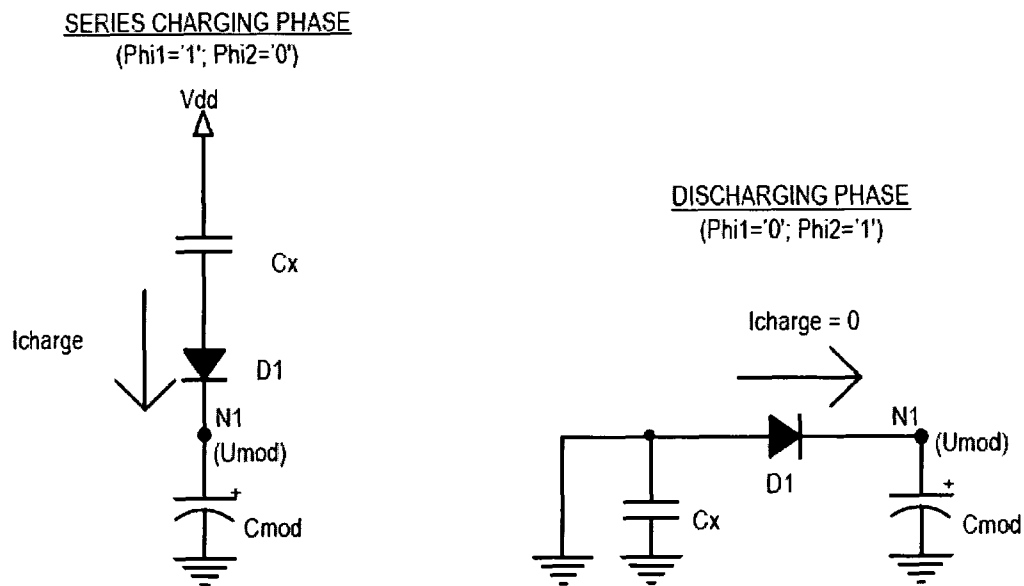 SERIES CHARGING PHASE
(Phi1='1'; Phi2='0')
Vdd
Cx
Icharge
D1
N1
(Umod)
+
Cmod
DISCHARGING PHASE
(Phi1='0'; Phi2='1')
Icharge = 0
N1
(Umod)
D1
Cx
+
Cmod